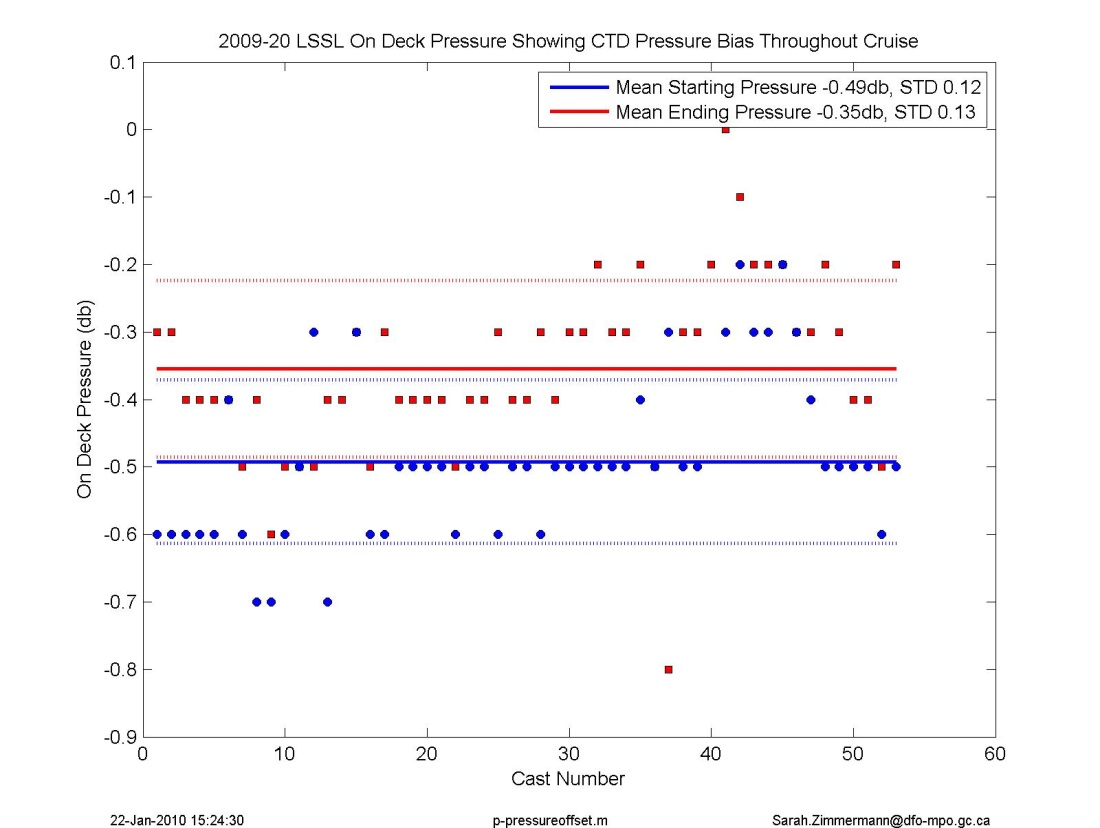 2009-20 LSSL On Deck Pressure Showing CTD Pressure Bias Throughout Cruise
Mean Starting Pressure -0.49db, STD 0.12
Mean Ending Pressure -0.35db, STD 0.13
On Deck Pressure (db)
0.1
0
-0.1
-0.2
-0.3
-0.4
-0.5
-0.6
-0.7
-0.8
-0.9
0 10 20 30 40 50 60
Cast Number
22-Jan-2010 15:24:30 p-pressureoffset.m Sarah.Zimmermann@dfo-mpo.gc.ca